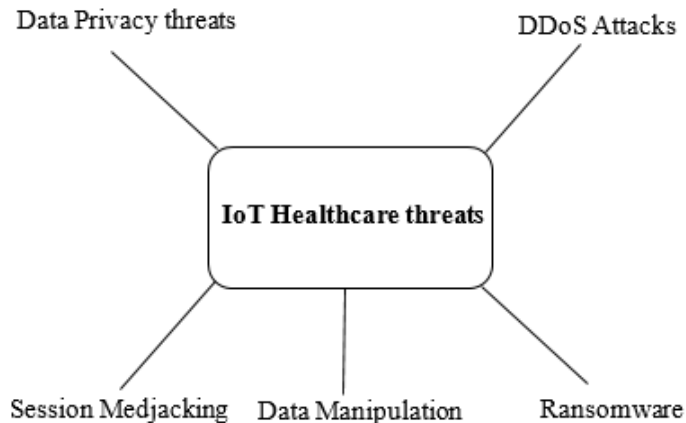 Data Privacy threats
DDoS Attacks
IoT Healthcare threats
Session Medjacking
Data Manipulation
Ransomware